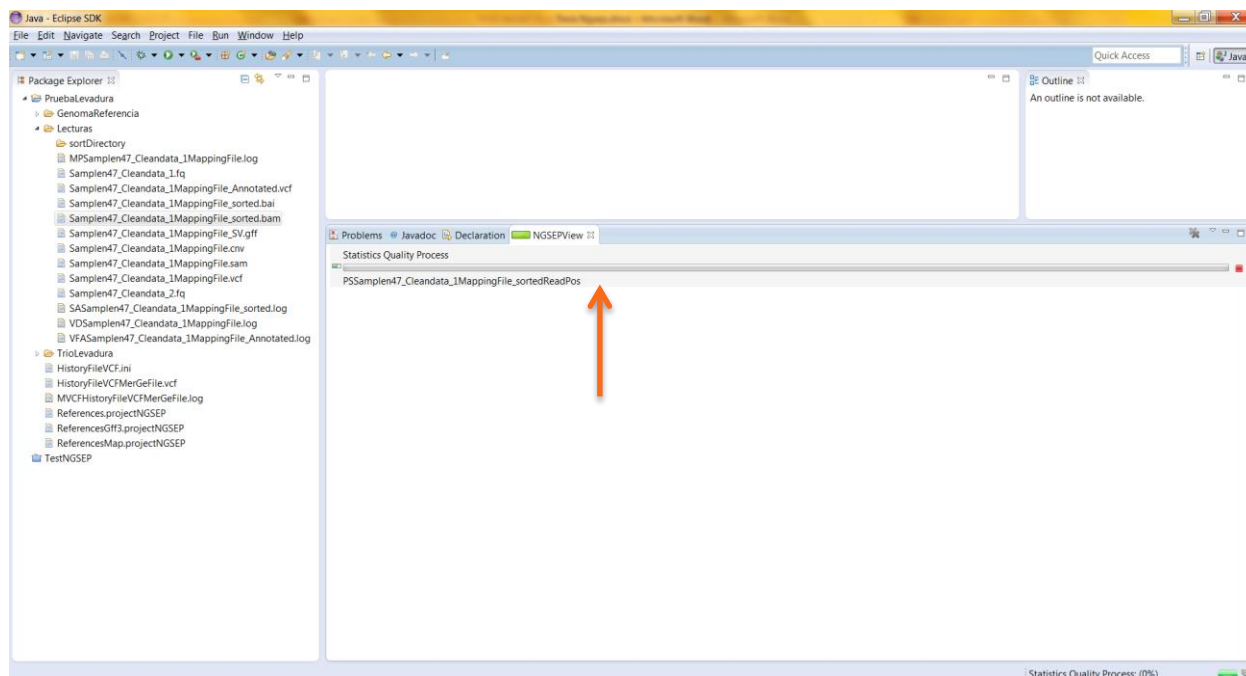 Java - Eclipse SDK
File Edit Navigate Search Project File Run Window Help
Quick Access
Java
Package Explorer
PruebaLevadura
GenomaReferencia
Lecturas
sortDirectory
MPSamplen47_Cleandata_1MappingFile.log
Samplen47_Cleandata_1.fq
Samplen47_Cleandata_1MappingFile_Annotated.vcf
Samplen47_Cleandata_1MappingFile_sorted.bai
Samplen47_Cleandata_1MappingFile_sorted.bam
Samplen47_Cleandata_1MappingFile_SV.gff
Samplen47_Cleandata_1MappingFile.cnv
Samplen47_Cleandata_1MappingFile.sam
Samplen47_Cleandata_1MappingFile.vcf
Samplen47_Cleandata_2.fq
SASamplen47_Cleandata_1MappingFile_sorted.log
VDSamplen47_Cleandata_1MappingFile.log
VFASamplen47_Cleandata_1MappingFile_Annotated.log
TrioLevadura
HistoryFileVCF.ini
HistoryFileVCFMerGeFile.vcf
MVCFHistoryFileVCFMerGeFile.log
References.projectNGSEP
ReferencesGff3.projectNGSEP
ReferencesMap.projectNGSEP
TestNGSEP
Outline
An outline is not available.
Problems Javadoc Declaration NGSEPView
Statistics Quality Process
PSSamplen47_Cleandata_1MappingFile_sortedReadPos
Statistics Quality Process: (0%)